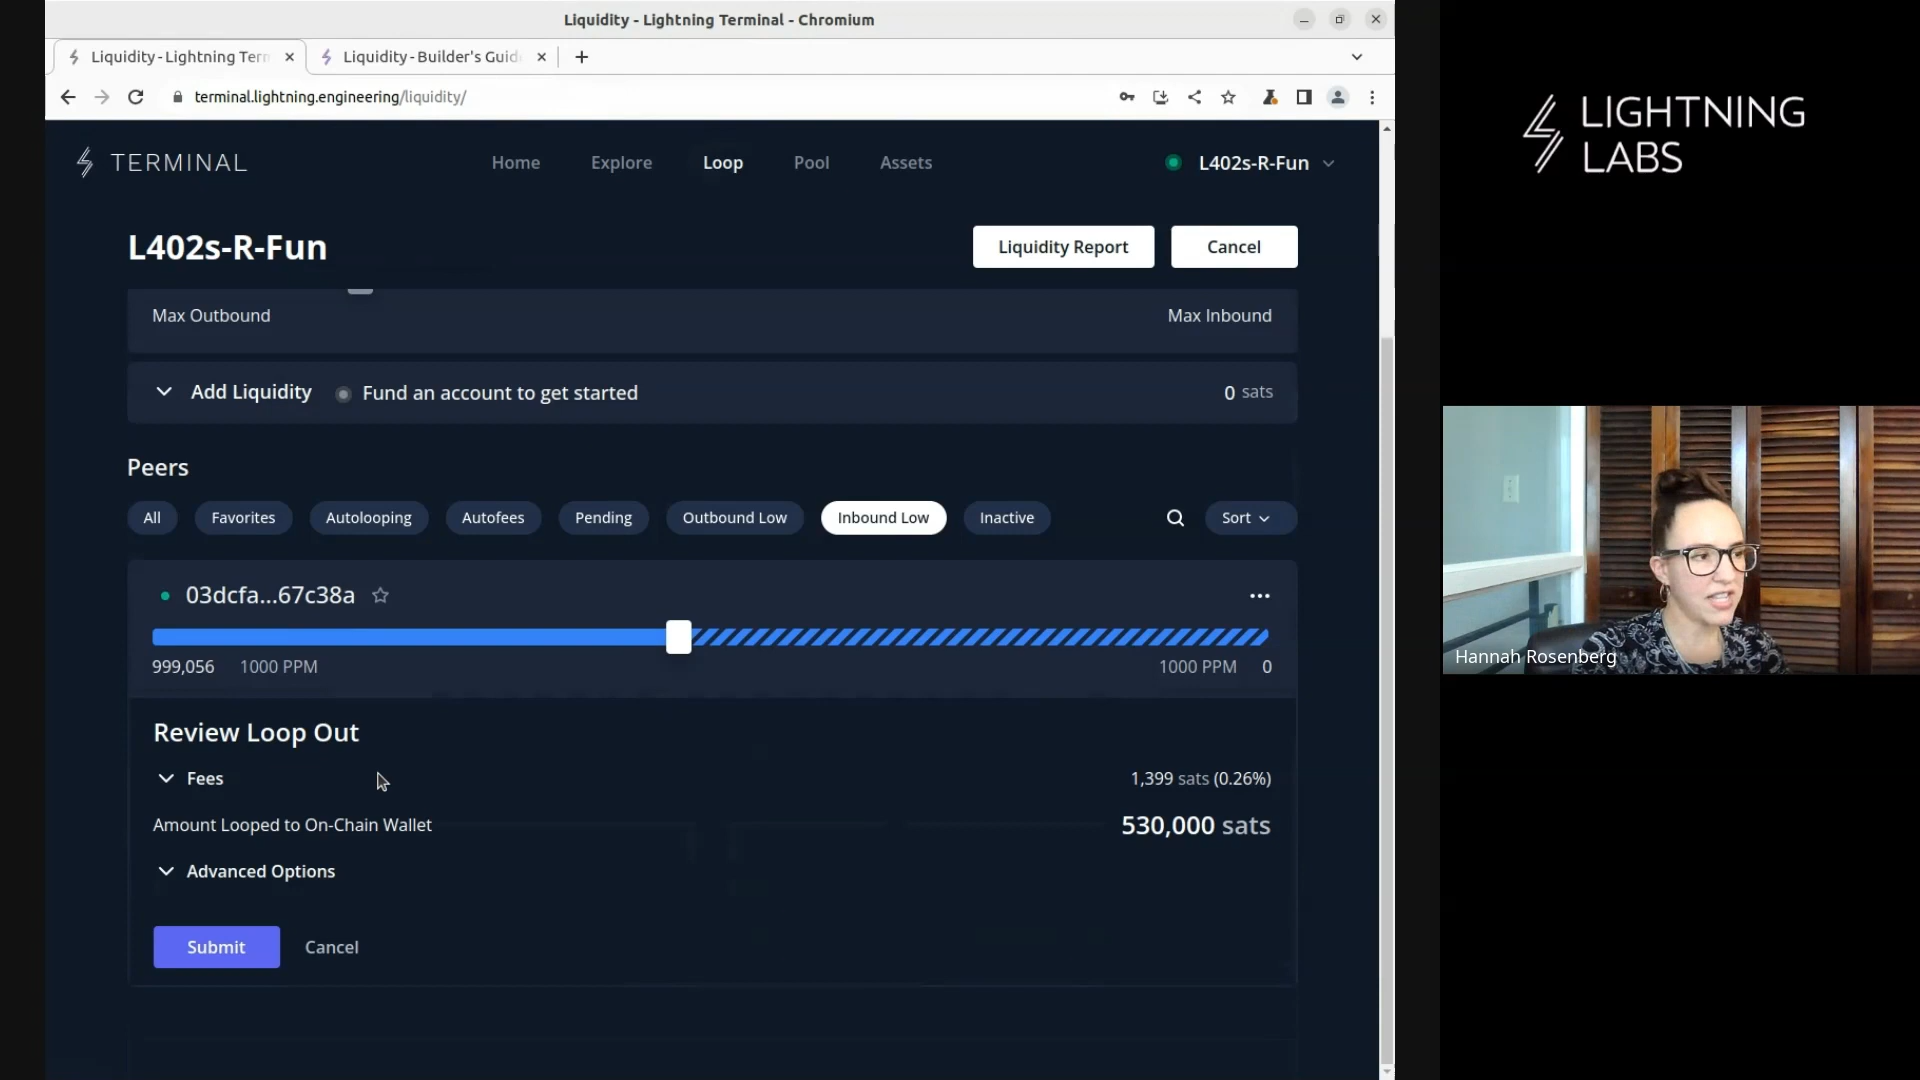 Liquidity - Lightning Terminal - Chromium
Liquidity - Lightning Term
Liquidity - Builder's Guid
terminal.lightning.engineering/liquidity/
TERMINAL
Home Explore Loop Pool Assets
L402s-R-Fun
L402s-R-Fun
Liquidity Report
Cancel
Max Outbound
Max Inbound
Add Liquidity
Fund an account to get started
0 sats
Peers
All Favorites Autolooping Autofees Pending Outbound Low Inbound Low Inactive
Sort
03dcfa...67c38a
999,056 1000 PPM
1000 PPM 0
Review Loop Out
Fees
1,399 sats (0.26%)
Amount Looped to On-Chain Wallet
530,000 sats
Advanced Options
Submit
Cancel
LIGHTNING
LABS
Hannah Rosenberg